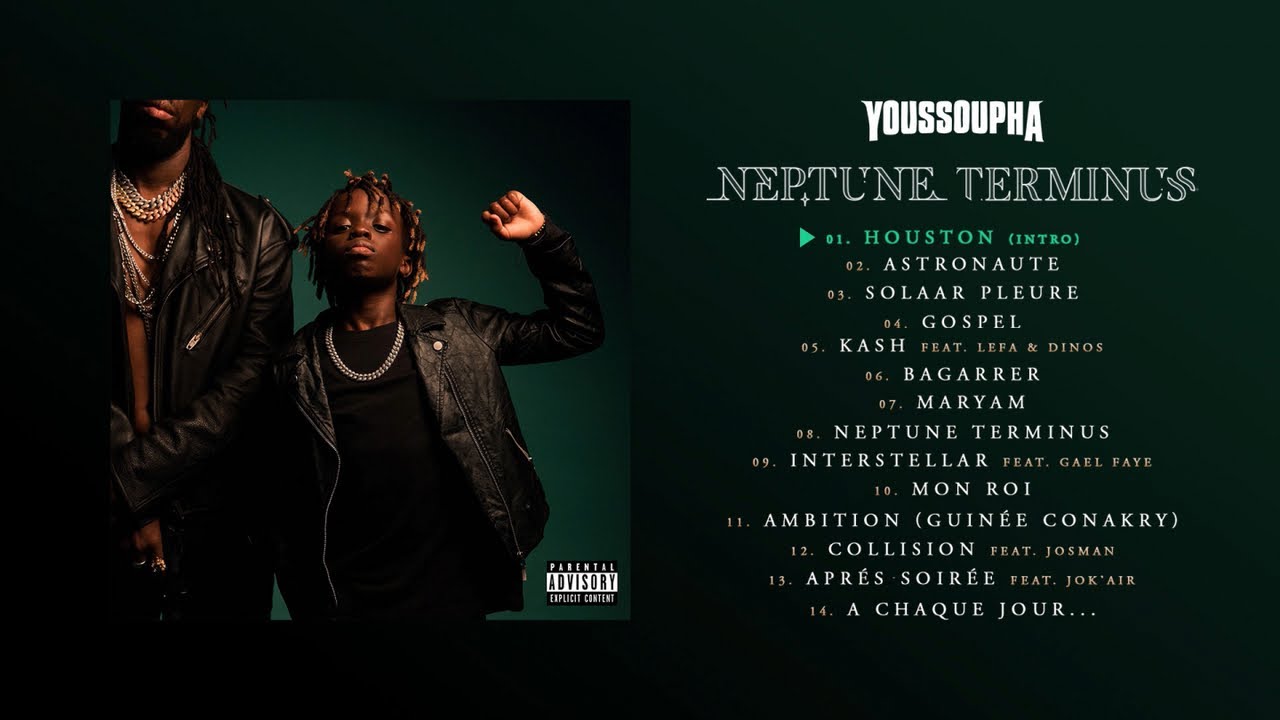 YOUSSOUPHA
NEPTUNE TERMINUS
01. HOUSTON (INTRO)
02. ASTRONAUTE
03. SOLAAR PLEURE
04. GOSPEL
05. KASH FEAT. LEFA & DINOS
06. BAGARRER
07. MARYAM
08. NEPTUNE TERMINUS
09. INTERSTELLAR FEAT. GAEL FAYE
10. MON ROI
11. AMBITION (GUINÉE CONAKRY)
12. COLLISION FEAT. JOSMAN
13. APRÉS SOIRÉE FEAT. JOK'AIR
14. A CHAQUE JOUR...
PARENTAL
ADVISORY
EXPLICIT CONTENT